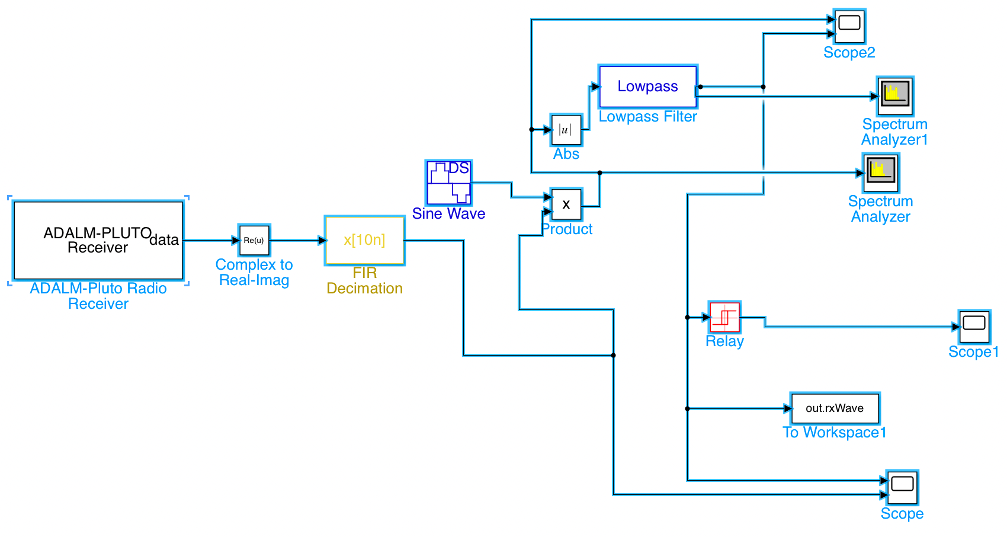 Scope2
Lowpass
Lowpass Filter
Spectrum
Analyzer1
|u|
Abs
DS
Sine Wave
x
Product
Spectrum
Analyzer
ADALM-PLUTO
Receiver
data
ADALM-Pluto Radio
Receiver
Re(u)
Complex to
Real-Imag
x[10n]
FIR
Decimation
Relay
Scope1
out.rxWave
To Workspace1
Scope